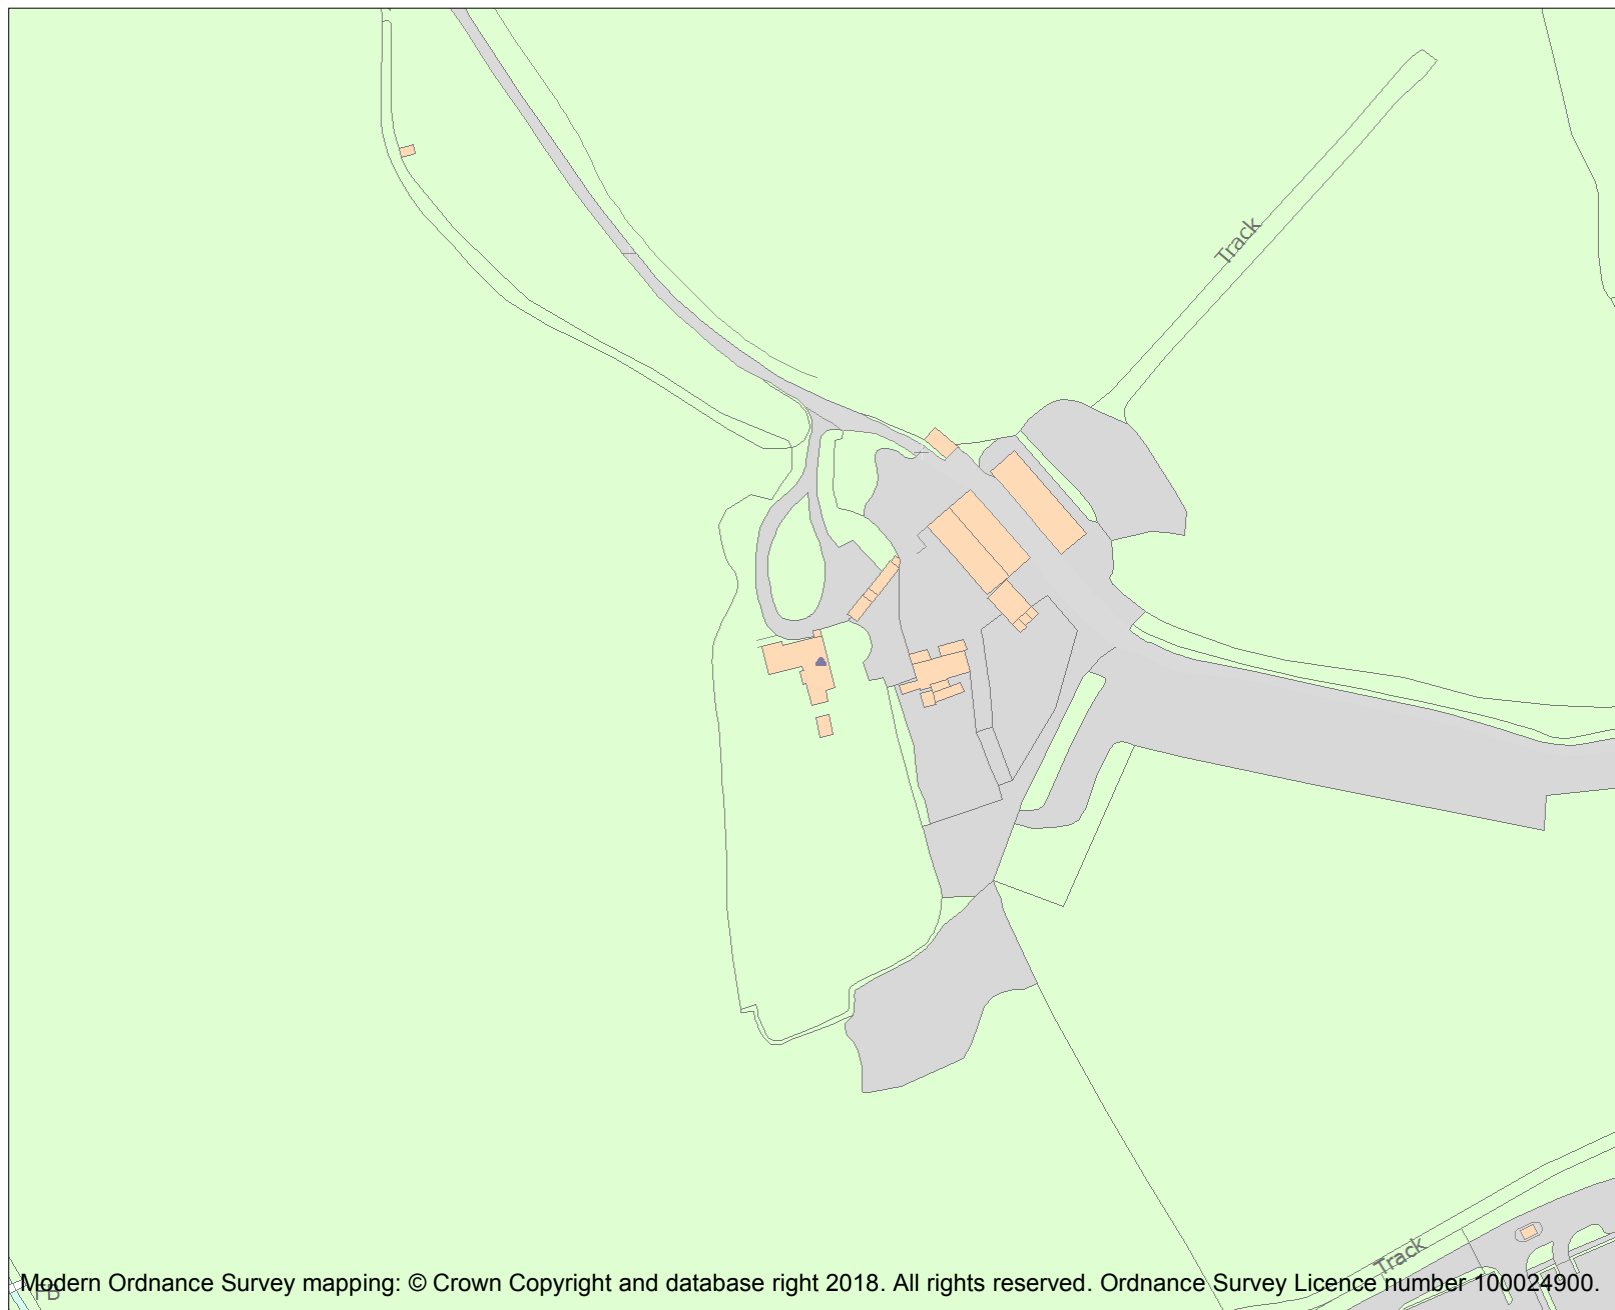 Track
Track
FB
Modern Ordnance Survey mapping: © Crown Copyright and database right 2018. All rights reserved. Ordnance Survey Licence number 100024900.